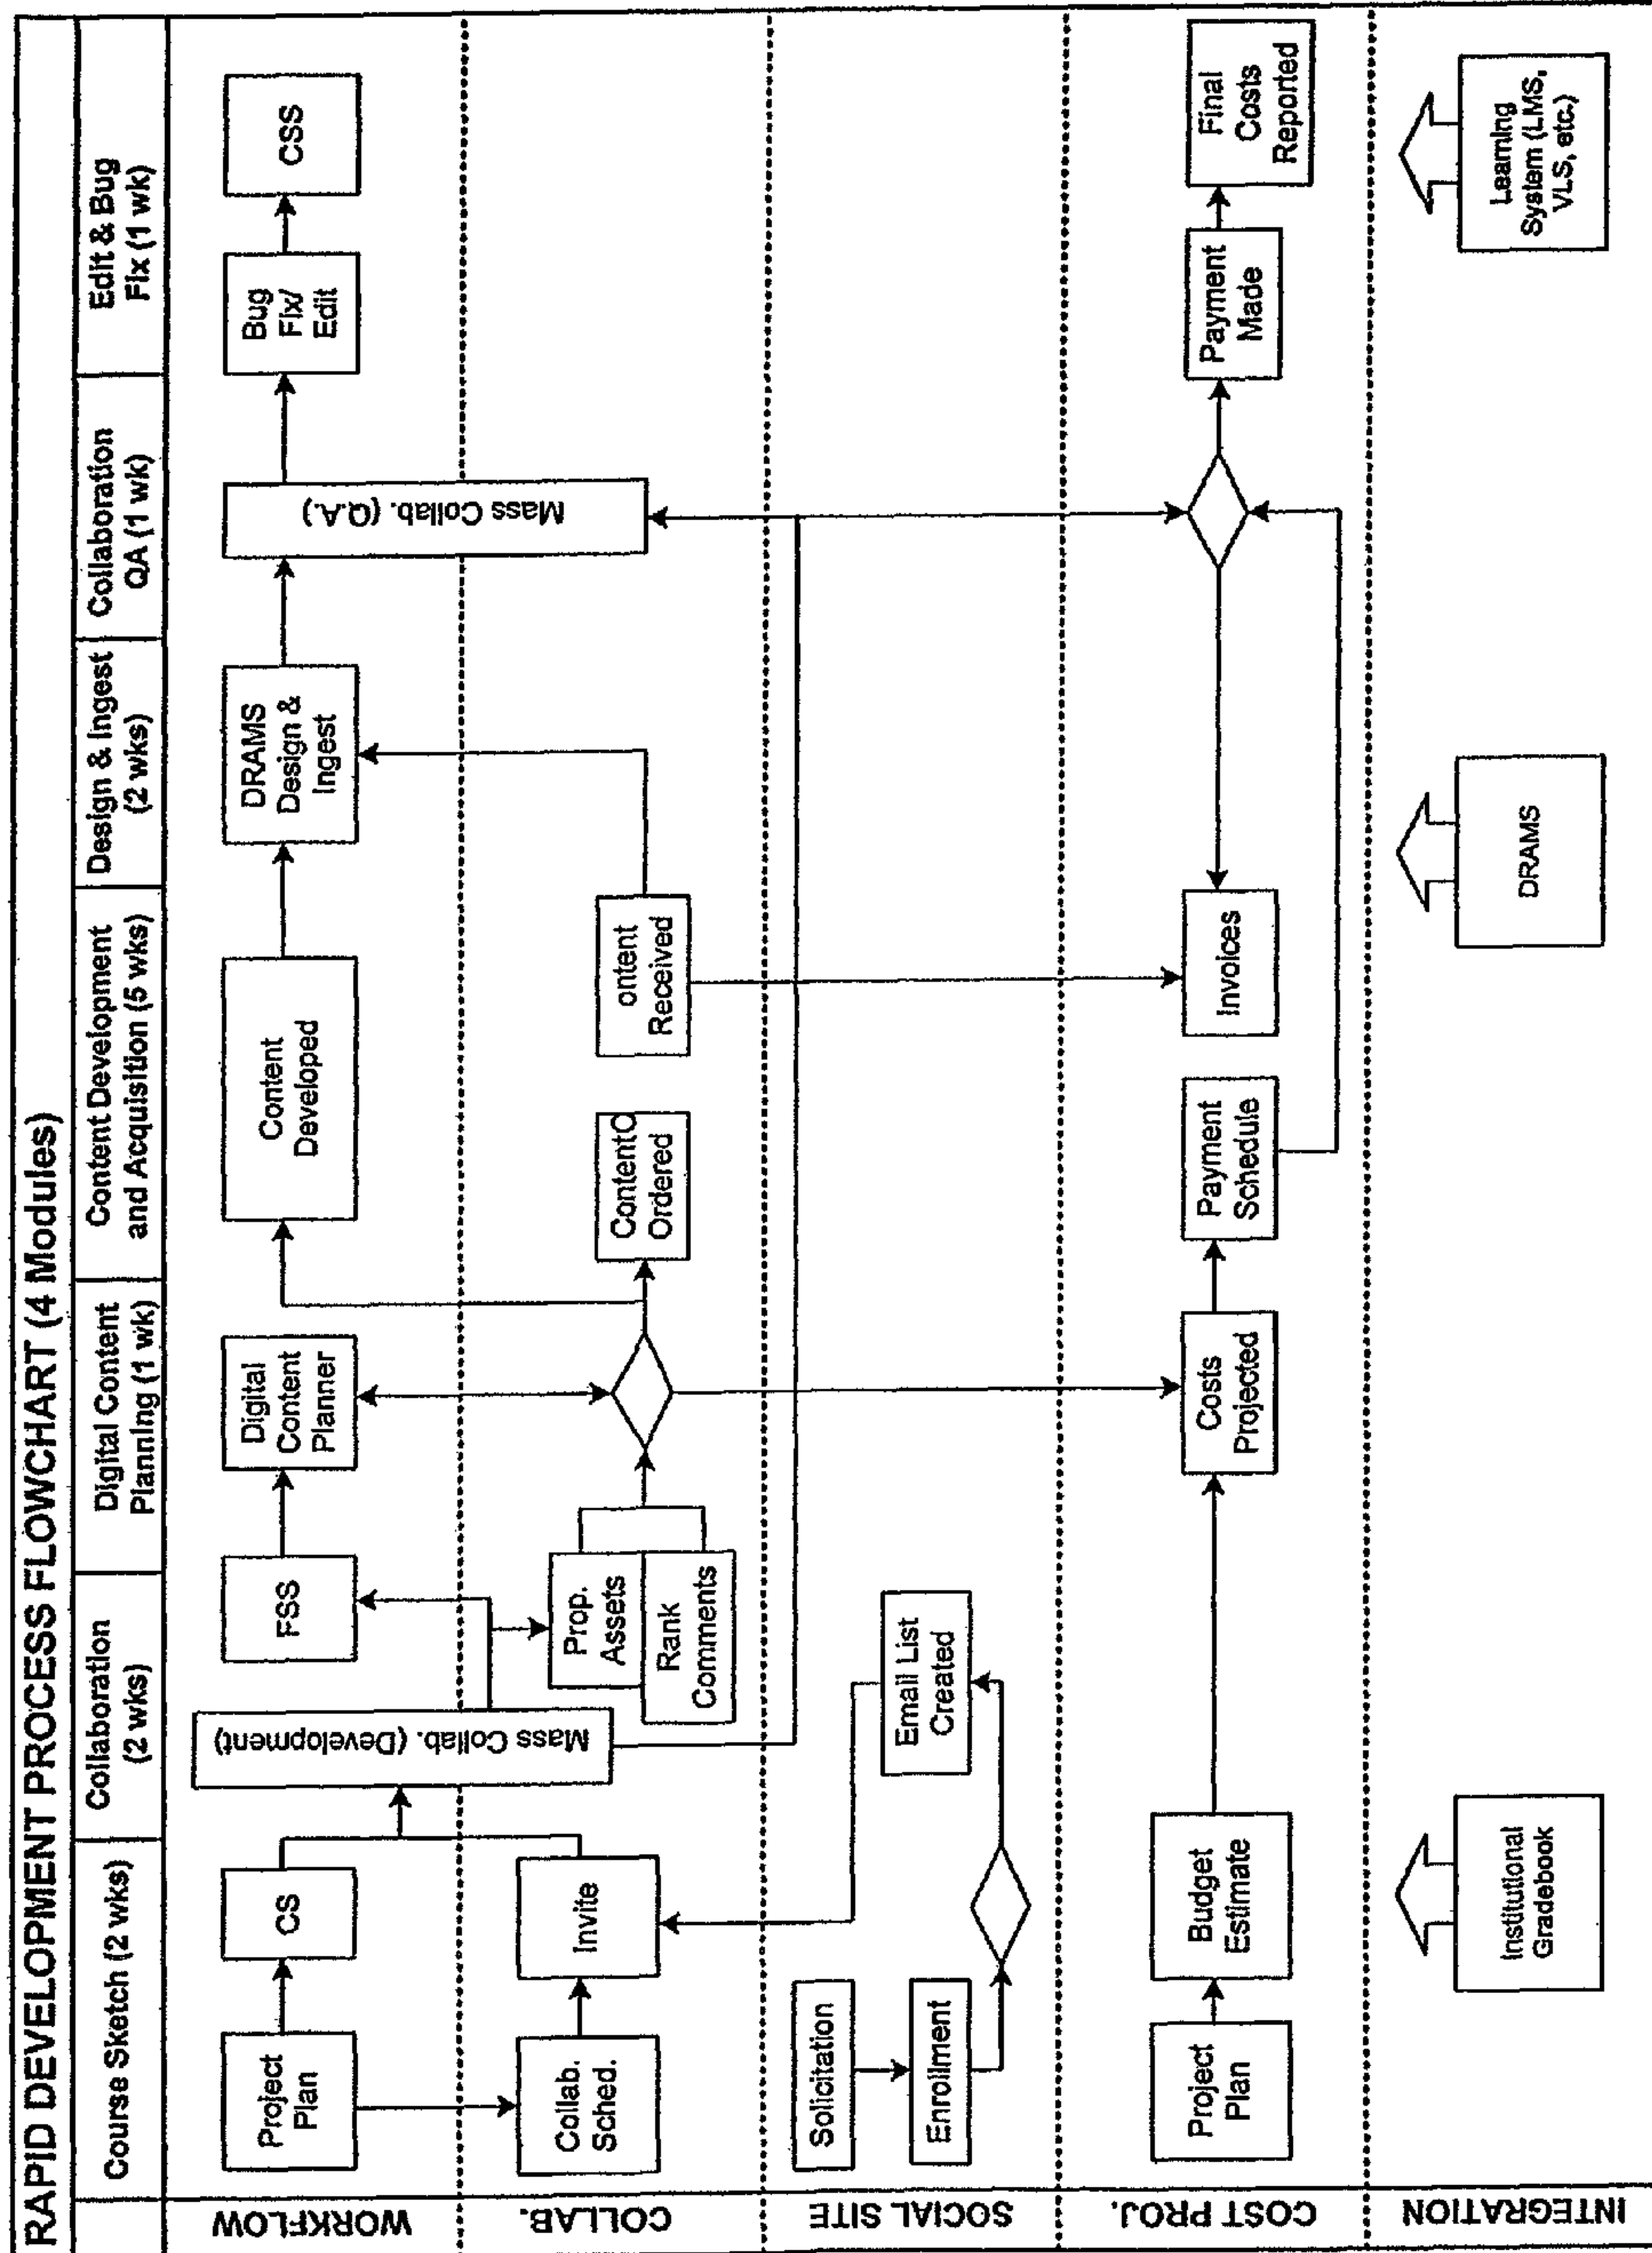 RAPID DEVELOPMENT PROCESS FLOWCHART (4 Modules)
Course Sketch (2 wks)
Collaboration
(2 wks)
Digital Content
Planning (1 wk)
Content Development
and Acquisition (5 wks)
Design & Ingest
(2 wks)
Collaboration
QA (1 wk)
Edit & Bug
Fix (1 wk)
WORKFLOW
Project
Plan
CS
Mass Collab. (Development)
FSS
Digital
Content
Planner
Content
Developed
DRAMS
Design &
Ingest
Mass Collab. (Q.A.)
Bug
Fix/
Edit
CSS
COLLAB.
Collab.
Sched.
Invite
Prop.
Assets
Rank
Comments
ContentC
Ordered
ontent
Received
SOCIAL SITE
Solicitation
Enrollment
Email List
Created
COST PROJ.
Project
Plan
Budget
Estimate
Costs
Projected
Payment
Schedule
Invoices
Payment
Made
Final
Costs
Reported
INTEGRATION
Institutional
Gradebook
DRAMS
Learning
System (LMS,
VLS, etc.)